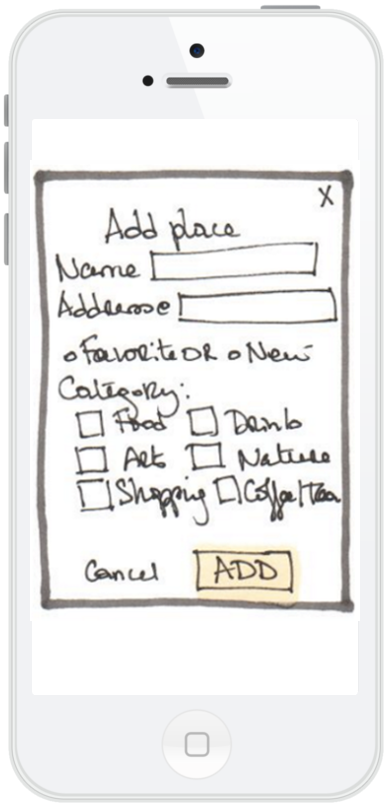 X
Add place
Name
Address
o Favorite OR o New
Category:
Food Drink
Art Nature
Shopping Coffee/Tea
Cancel ADD